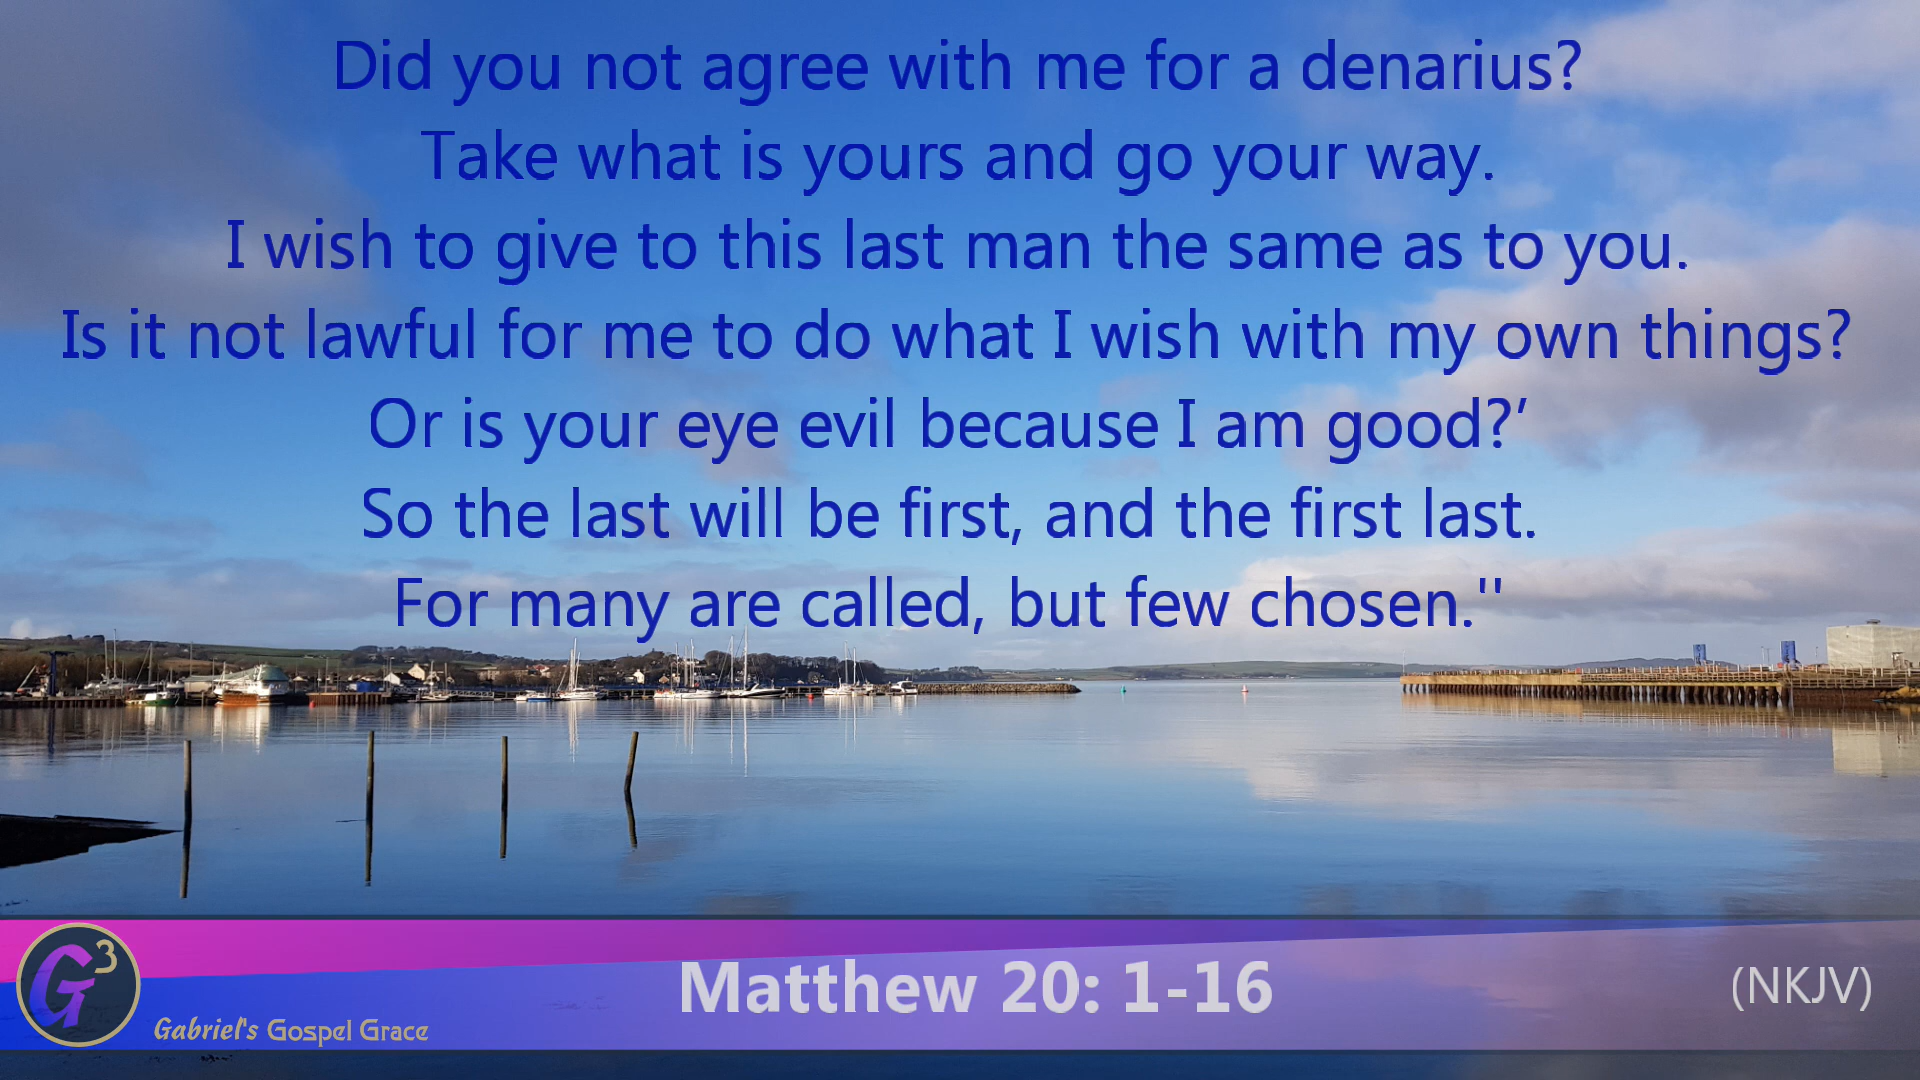 Did you not agree with me for a denarius?
Take what is yours and go your way.
I wish to give to this last man the same as to you.
Is it not lawful for me to do what I wish with my own things?
Or is your eye evil because I am good?’
So the last will be first, and the first last.
For many are called, but few chosen."
G3
Gabriel's Gospel Grace
Matthew 20: 1-16
(NKJV)